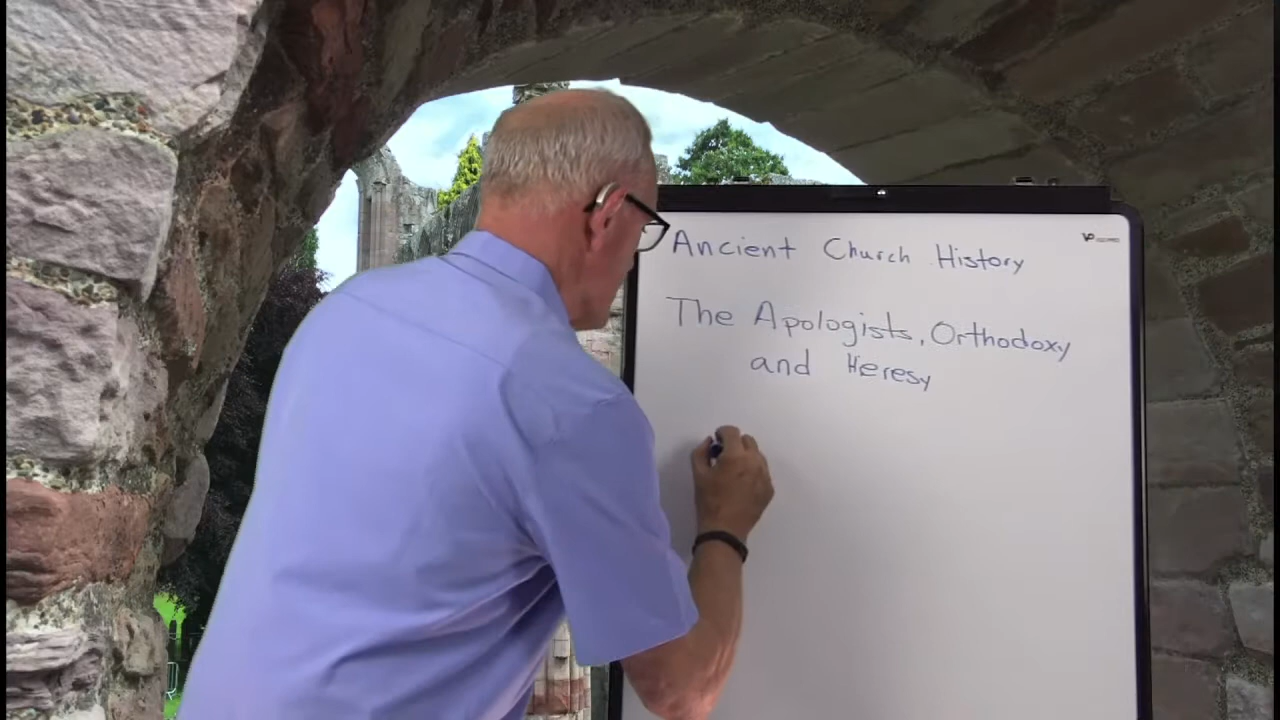 Ancient Church History
The Apologists, Orthodoxy
and Heresy